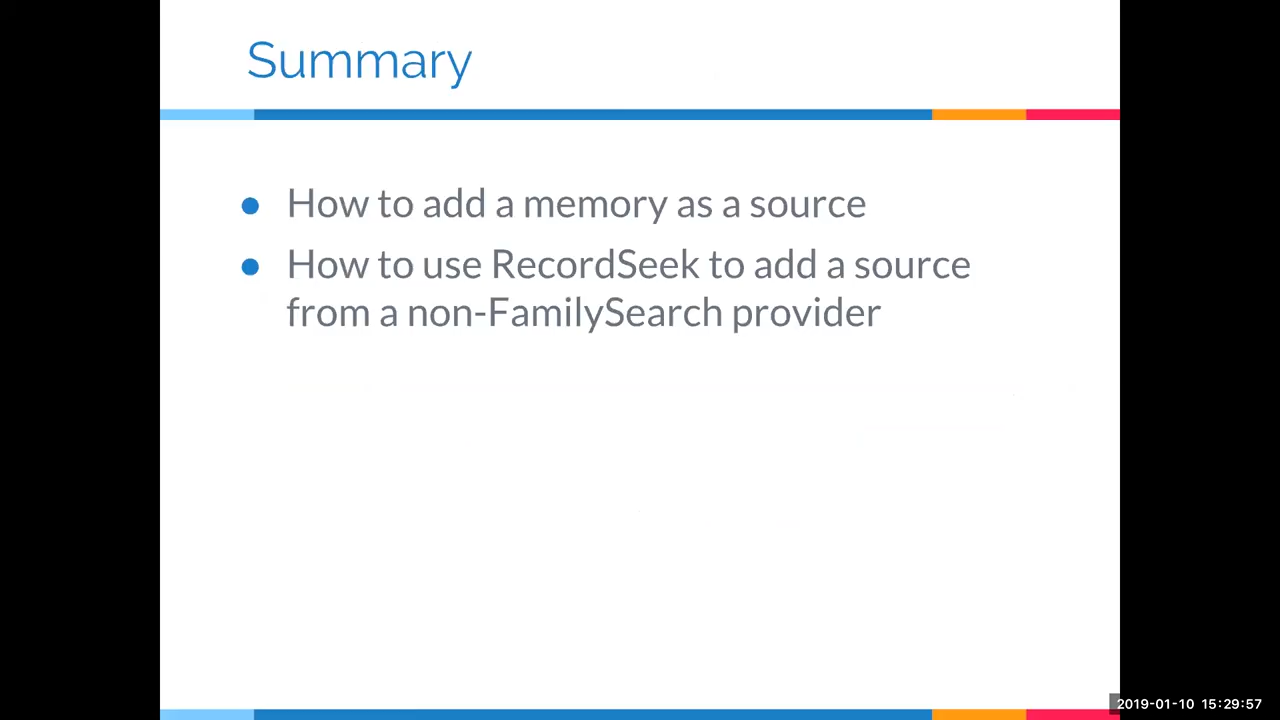 Summary
● How to add a memory as a source
● How to use RecordSeek to add a source
from a non-FamilySearch provider
2019-01-10 15:29:57